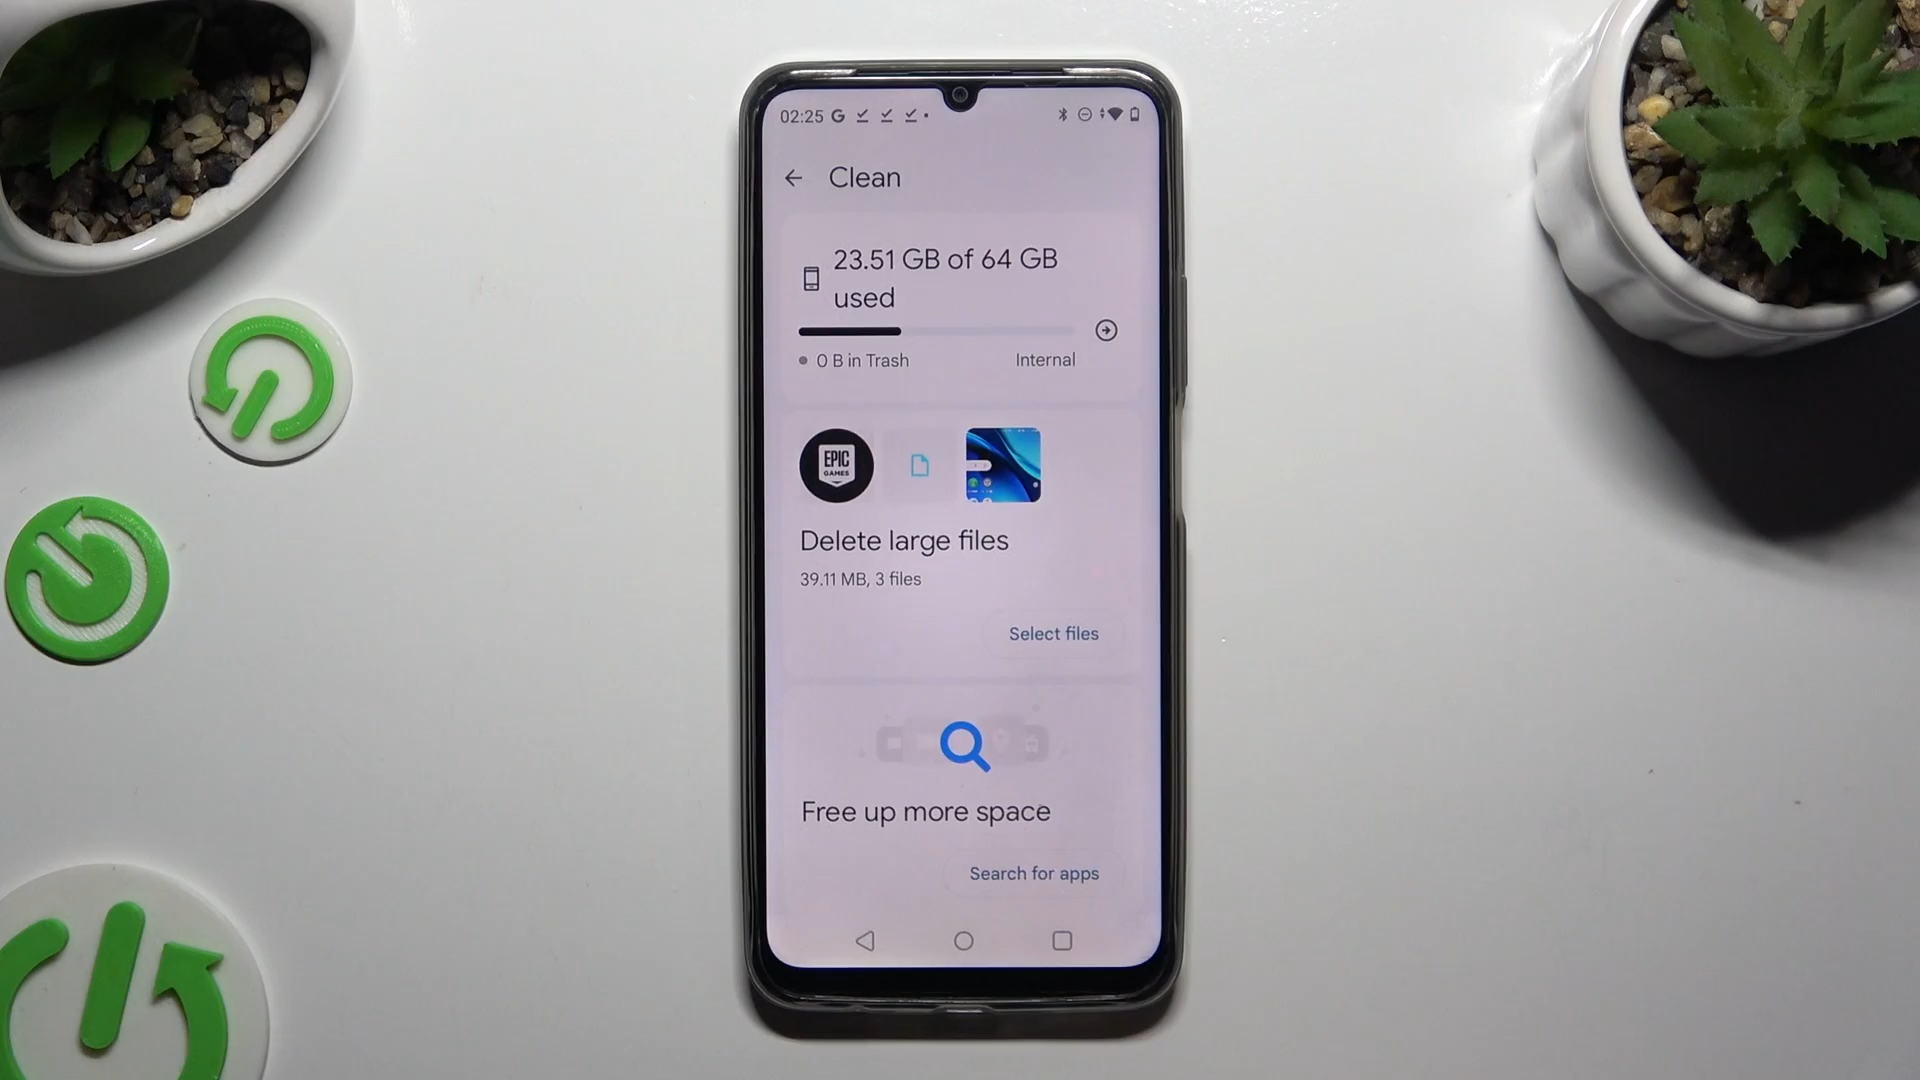 02:25
Clean
23.51 GB of 64 GB
used
0 B in Trash
Internal
EPIC
GAMES
Delete large files
39.11 MB, 3 files
Select files
Free up more space
Search for apps